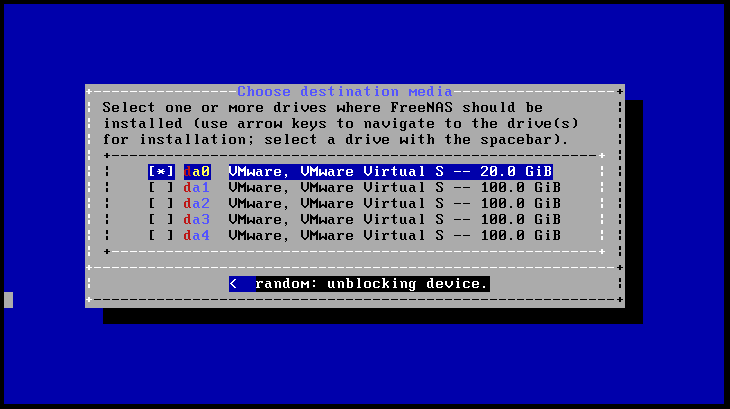 Choose destination media
Select one or more drives where FreeNAS should be
installed (use arrow keys to navigate to the drive(s)
for installation; select a drive with the spacebar).
[*] da0 VMware, VMware Virtual S -- 20.0 GiB
[ ] da1 VMware, VMware Virtual S -- 100.0 GiB
[ ] da2 VMware, VMware Virtual S -- 100.0 GiB
[ ] da3 VMware, VMware Virtual S -- 100.0 GiB
[ ] da4 VMware, VMware Virtual S -- 100.0 GiB
< random: unblocking device.